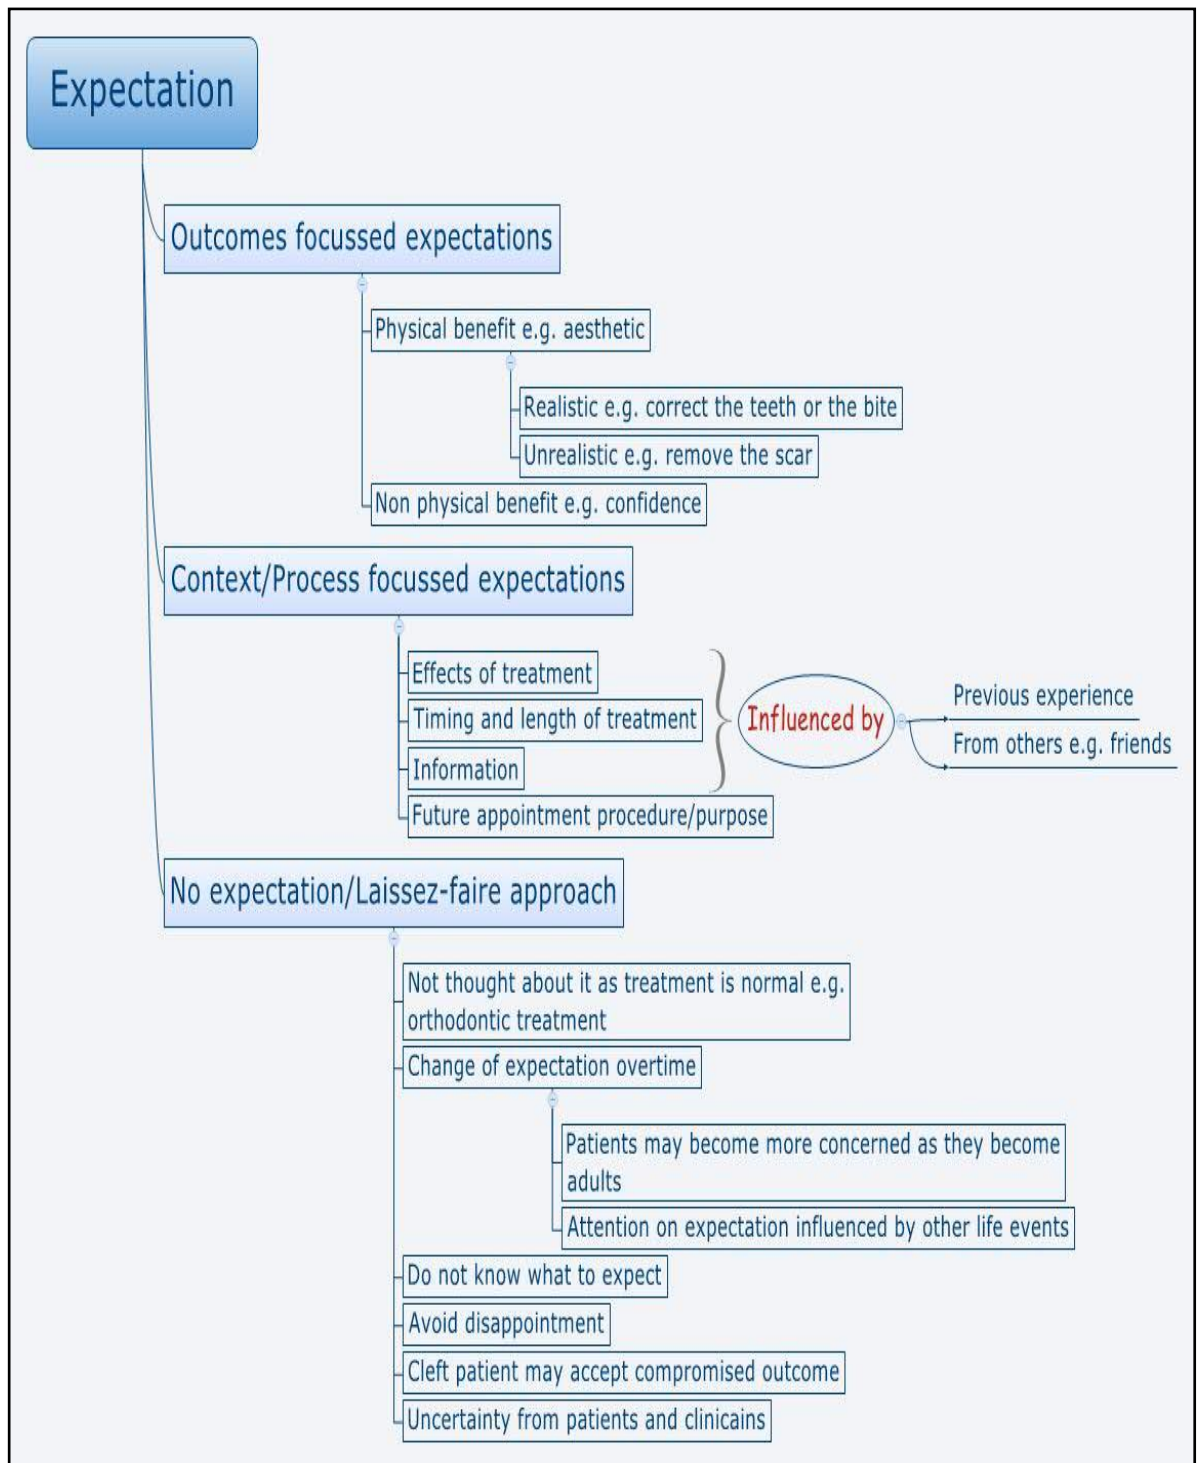 Expectation
Outcomes focussed expectations
Physical benefit e.g. aesthetic
Realistic e.g. correct the teeth or the bite
Unrealistic e.g. remove the scar
Non physical benefit e.g. confidence
Context/Process focussed expectations
Effects of treatment
Timing and length of treatment
Information
Future appointment procedure/purpose
Influenced by
Previous experience
From others e.g. friends
No expectation/Laissez-faire approach
Not thought about it as treatment is normal e.g.
orthodontic treatment
Change of expectation overtime
Patients may become more concerned as they become
adults
Attention on expectation influenced by other life events
Do not know what to expect
Avoid disappointment
Cleft patient may accept compromised outcome
Uncertainty from patients and clinicains